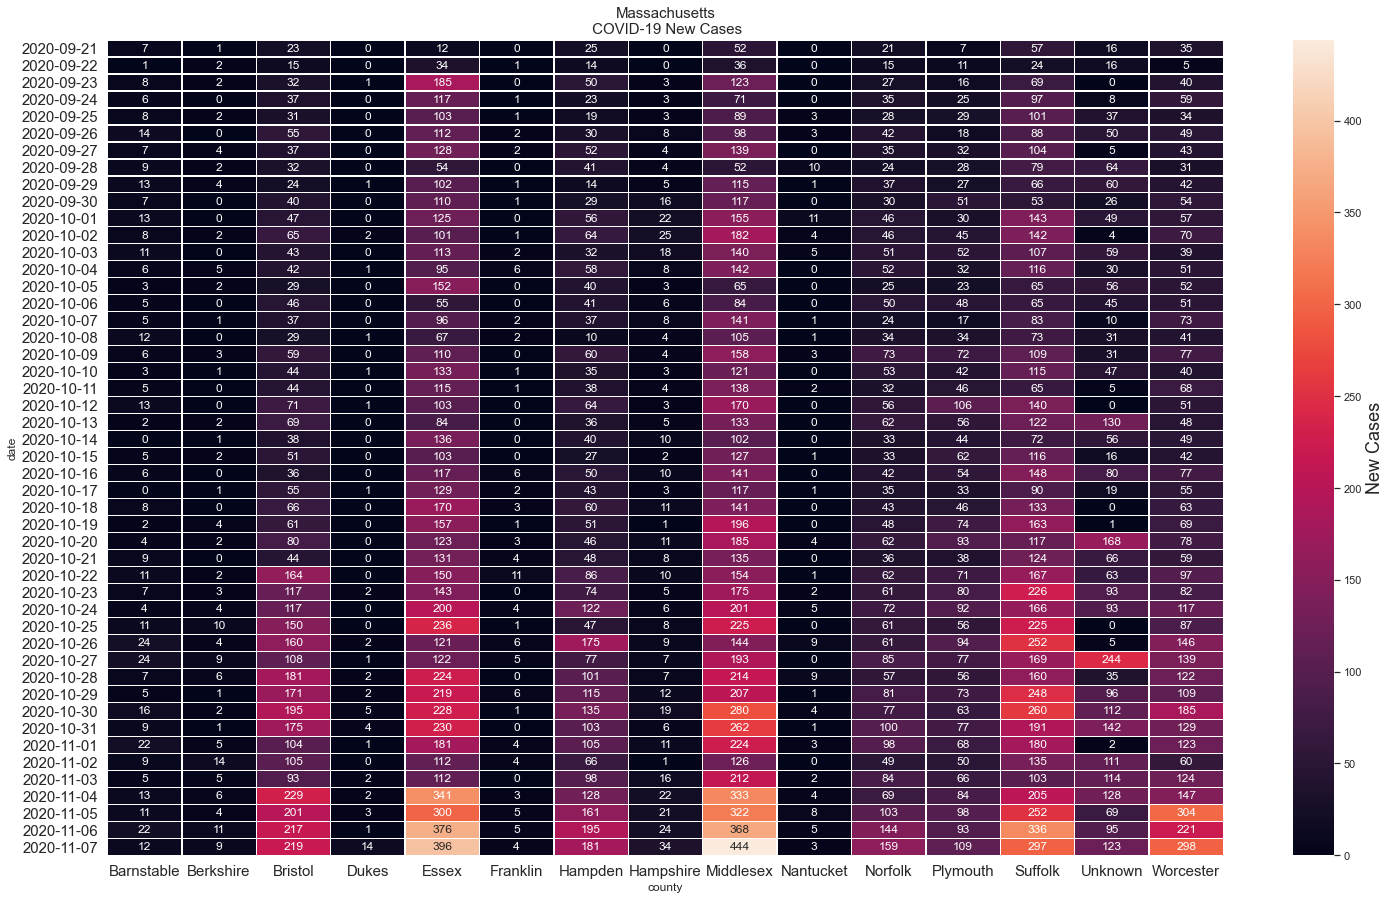 Massachusetts
COVID-19 New Cases
2020-09-21 7 1 23 0 12 0 25 0 52 0 21 7 57 16 35
2020-09-22 1 2 15 0 34 1 14 0 36 0 15 11 24 16 5
2020-09-23 8 2 32 1 185 0 50 3 123 0 27 16 69 0 40
2020-09-24 6 0 37 0 117 1 23 3 71 0 35 25 97 8 59
2020-09-25 8 2 31 0 103 1 19 3 89 3 28 29 101 37 34
2020-09-26 14 0 55 0 112 2 30 8 98 3 42 18 88 50 49
2020-09-27 7 4 37 0 128 2 52 4 139 0 35 32 104 5 43
2020-09-28 9 2 32 0 54 0 41 4 52 10 24 28 79 64 31
2020-09-29 13 4 24 1 102 1 14 5 115 1 37 27 66 60 42
2020-09-30 7 0 40 0 110 1 29 16 117 0 30 51 53 26 54
2020-10-01 13 0 47 0 125 0 56 22 155 11 46 30 143 49 57
2020-10-02 8 2 65 2 101 1 64 25 182 4 46 45 142 4 70
2020-10-03 11 0 43 0 113 2 32 18 140 5 51 52 107 59 39
2020-10-04 6 5 42 1 95 6 58 8 142 0 52 32 116 30 51
2020-10-05 3 2 29 0 152 0 40 3 65 0 25 23 65 56 52
2020-10-06 5 0 46 0 55 0 41 6 84 0 50 48 65 45 51
2020-10-07 5 1 37 0 96 2 37 8 141 1 24 17 83 10 73
2020-10-08 12 0 29 1 67 2 10 4 105 1 34 34 73 31 41
2020-10-09 6 3 59 0 110 0 60 4 158 3 73 72 109 31 77
2020-10-10 3 1 44 1 133 1 35 3 121 0 53 42 115 47 40
2020-10-11 5 0 44 0 115 1 38 4 138 2 32 46 65 5 68
2020-10-12 13 0 71 1 103 0 64 3 170 0 56 106 140 0 51
2020-10-13 2 2 69 0 84 0 36 5 133 0 62 56 122 130 48
2020-10-14 0 1 38 0 136 0 40 10 102 0 33 44 72 56 49
2020-10-15 5 2 51 0 103 0 27 2 127 1 33 62 116 16 42
2020-10-16 6 0 36 0 117 6 50 10 141 0 42 54 148 80 77
2020-10-17 0 1 55 1 129 2 43 3 117 1 35 33 90 19 55
2020-10-18 8 0 66 0 170 3 60 11 141 0 43 46 133 0 63
2020-10-19 2 4 61 0 157 1 51 1 196 0 48 74 163 1 69
2020-10-20 4 2 80 0 123 3 46 11 185 4 62 93 117 168 78
2020-10-21 9 0 44 0 131 4 48 8 135 0 36 38 124 66 59
2020-10-22 11 2 164 0 150 11 86 10 154 1 62 71 167 63 97
2020-10-23 7 3 117 2 143 0 74 5 175 2 61 80 226 93 82
2020-10-24 4 4 117 0 200 4 122 6 201 5 72 92 166 93 117
2020-10-25 11 10 150 0 236 1 47 8 225 0 61 56 225 0 87
2020-10-26 24 4 160 2 121 6 175 9 144 9 61 94 252 5 146
2020-10-27 24 9 108 1 122 5 77 7 193 0 85 77 169 244 139
2020-10-28 7 6 181 2 224 0 101 7 214 9 57 56 160 35 122
2020-10-29 5 1 171 2 219 6 115 12 207 1 81 73 248 96 109
2020-10-30 16 2 195 5 228 1 135 19 280 4 77 63 260 112 185
2020-10-31 9 1 175 4 230 0 103 6 262 1 100 77 191 142 129
2020-11-01 22 5 104 1 181 4 105 11 224 3 98 68 180 2 123
2020-11-02 9 14 105 0 112 4 66 1 126 0 49 50 135 111 60
2020-11-03 5 5 93 2 112 0 98 16 212 2 84 66 103 114 124
2020-11-04 13 6 229 2 341 3 128 22 333 4 69 84 205 128 147
2020-11-05 11 4 201 3 300 5 161 21 322 8 103 98 252 69 304
2020-11-06 22 11 217 1 376 5 195 24 368 5 144 93 336 95 221
2020-11-07 12 9 219 14 396 4 181 34 444 3 159 109 297 123 298
Barnstable Berkshire Bristol Dukes Essex Franklin Hampden Hampshire Middlesex Nantucket Norfolk Plymouth Suffolk Unknown Worcester
county
date
400
350
300
250
200
150
100
50
0
New Cases